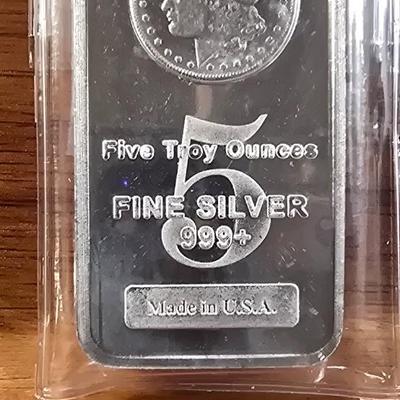 5
Five Troy Ounces
FINE SILVER
999+
Made in U.S.A.